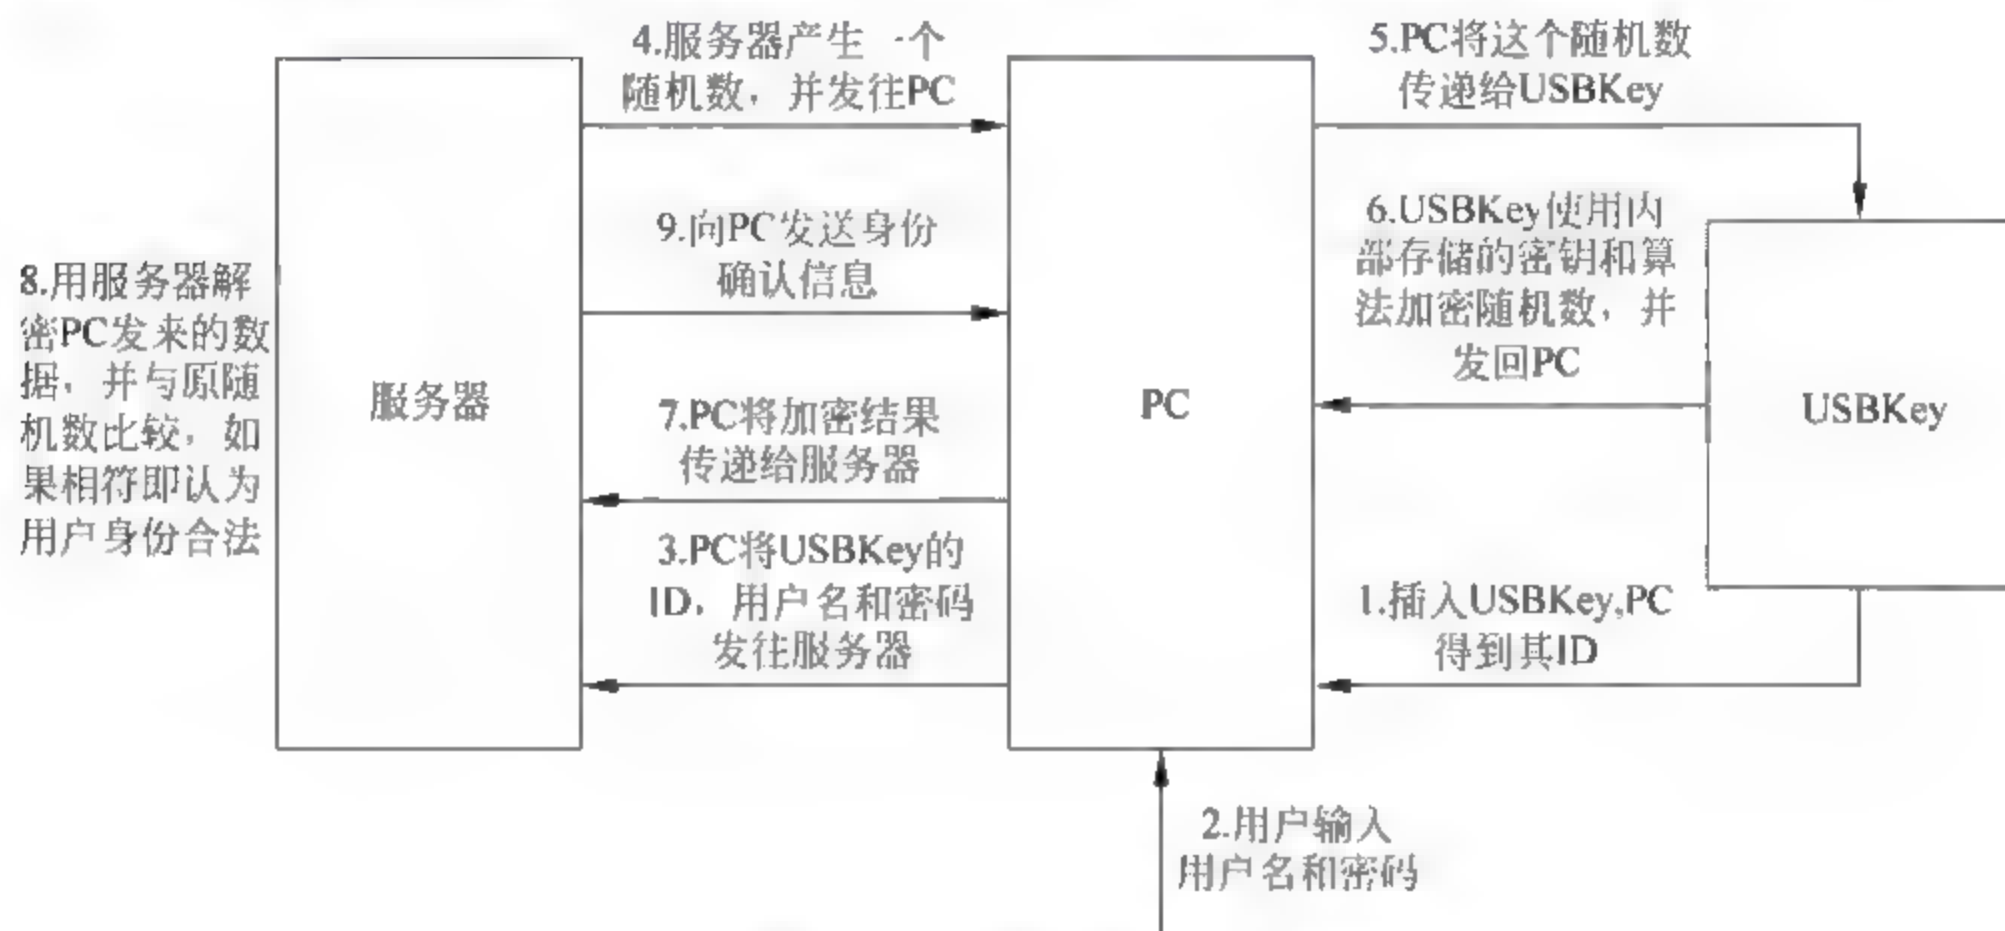 4.服务器产生一个
随机数，并发往PC
5.PC将这个随机数
传递给USBKey
9.向PC发送身份
确认信息
6.USBKey使用内
部存储的密钥和算
法加密随机数，并
发回PC
8.用服务器解
密PC发来的数
据，并与原随
机数比较，如
果相符即认为
用户身份合法
服务器
PC
USBKey
7.PC将加密结果
传递给服务器
3.PC将USBKey的
ID，用户名和密码
发往服务器
1.插入USBKey,PC
得到其ID
2.用户输入
用户名和密码